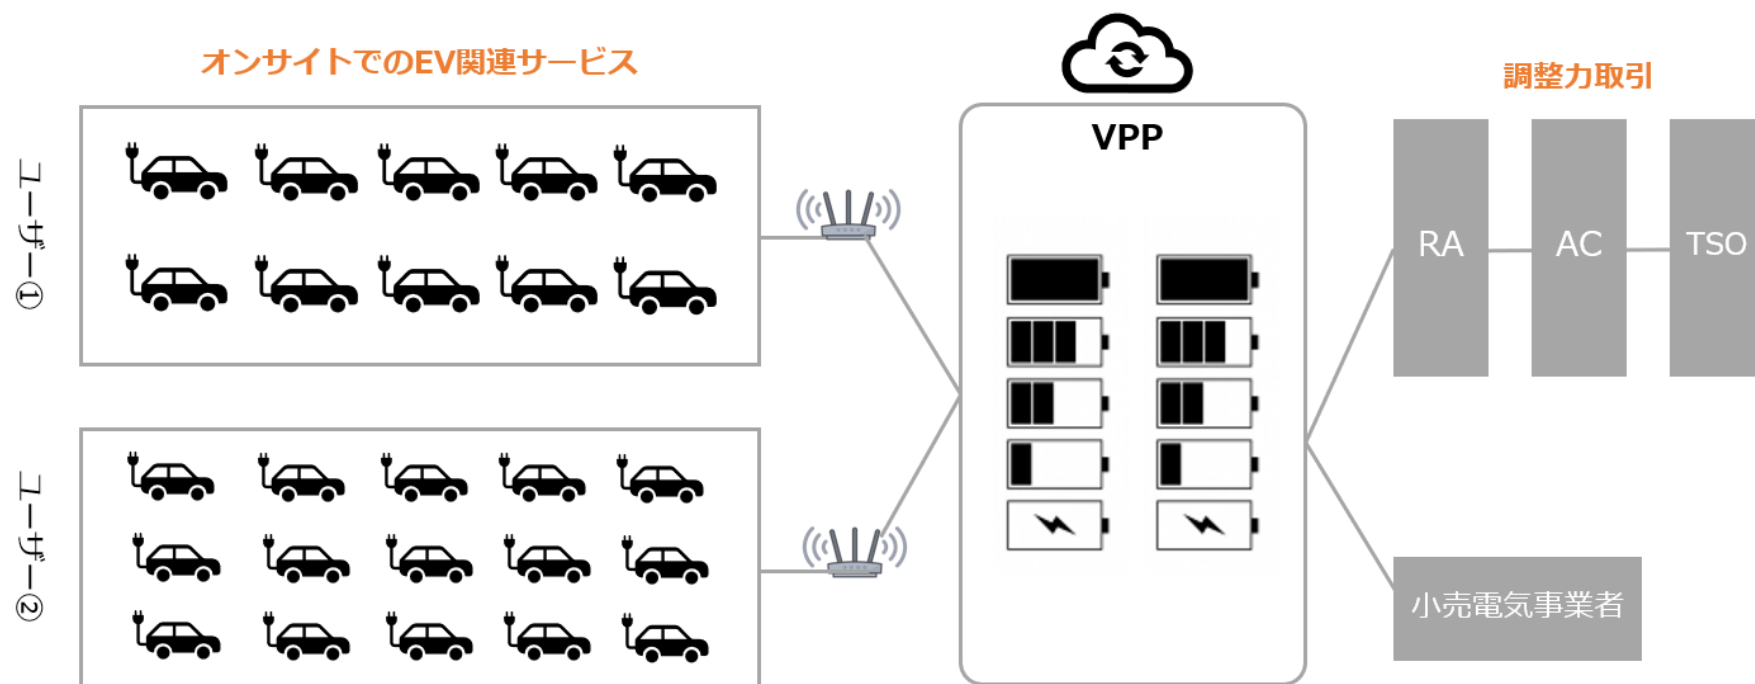 オンサイトでのEV関連サービス
ユーザー①
ユーザー②
VPP
調整力取引
RA
AC
TSO
小売電気事業者